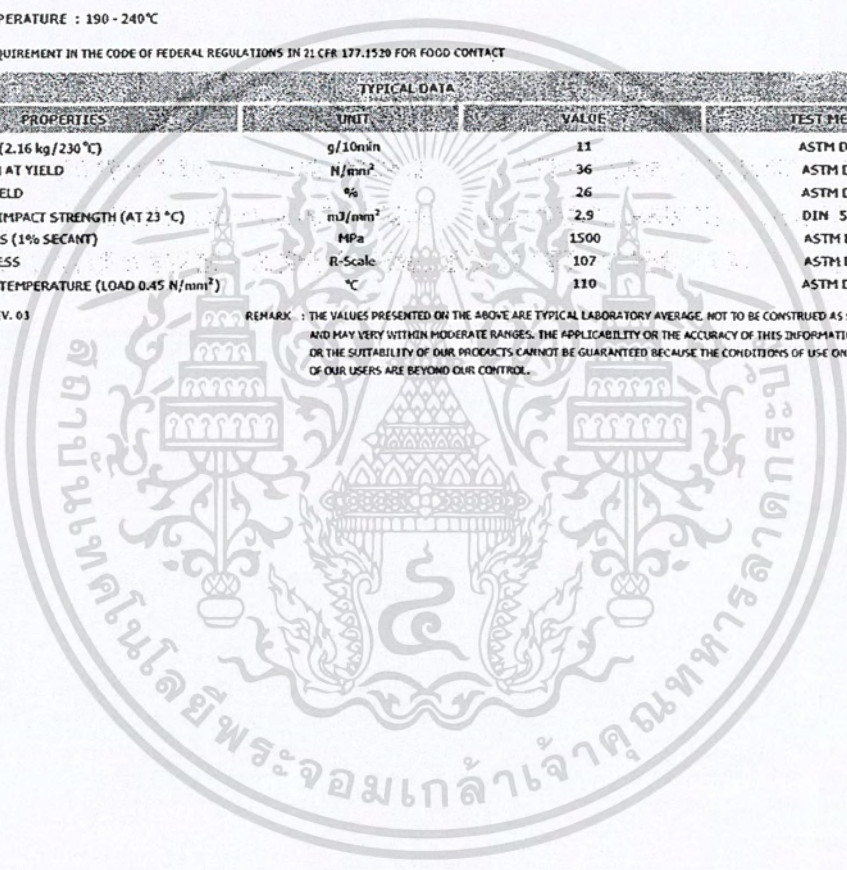 PERATURE : 190 - 240°C
QUIREMENT IN THE CODE OF FEDERAL REGULATIONS IN 21 CFR 177.1520 FOR FOOD CONTACT
TYPICAL DATA
PROPERTIES UNIT VALUE TEST ME
(2.16 kg/230°C) g/10min 11 ASTM D
AT YIELD N/mm² 36 ASTM D
ELD % 26 ASTM D
IMPACT STRENGTH (AT 23 °C) mJ/mm² 2.9 DIN 5
S (1% SECANT) MPa 1500 ASTM
ESS R-Scale 107 ASTM
TEMPERATURE (LOAD 0.45 N/mm²) °C 110 ASTM D
EV. 03 REMARK : THE VALUES PRESENTED ON THE ABOVE ARE TYPICAL LABORATORY AVERAGE. NOT TO BE CONSTRUED AS
AND MAY VERY WITHIN MODERATE RANGES. THE APPLICABILITY OR THE ACCURACY OF THIS INFORMATI
OR THE SUITABILITY OF OUR PRODUCTS CANNOT BE GUARANTEED BECAUSE THE CONDITIONS OF USE ON
OF OUR USERS ARE BEYOND OUR CONTROL.
สถาบันเทคโนโลยีพระจอมเกล้าเจ้าคุณทหารลาดกระบัง